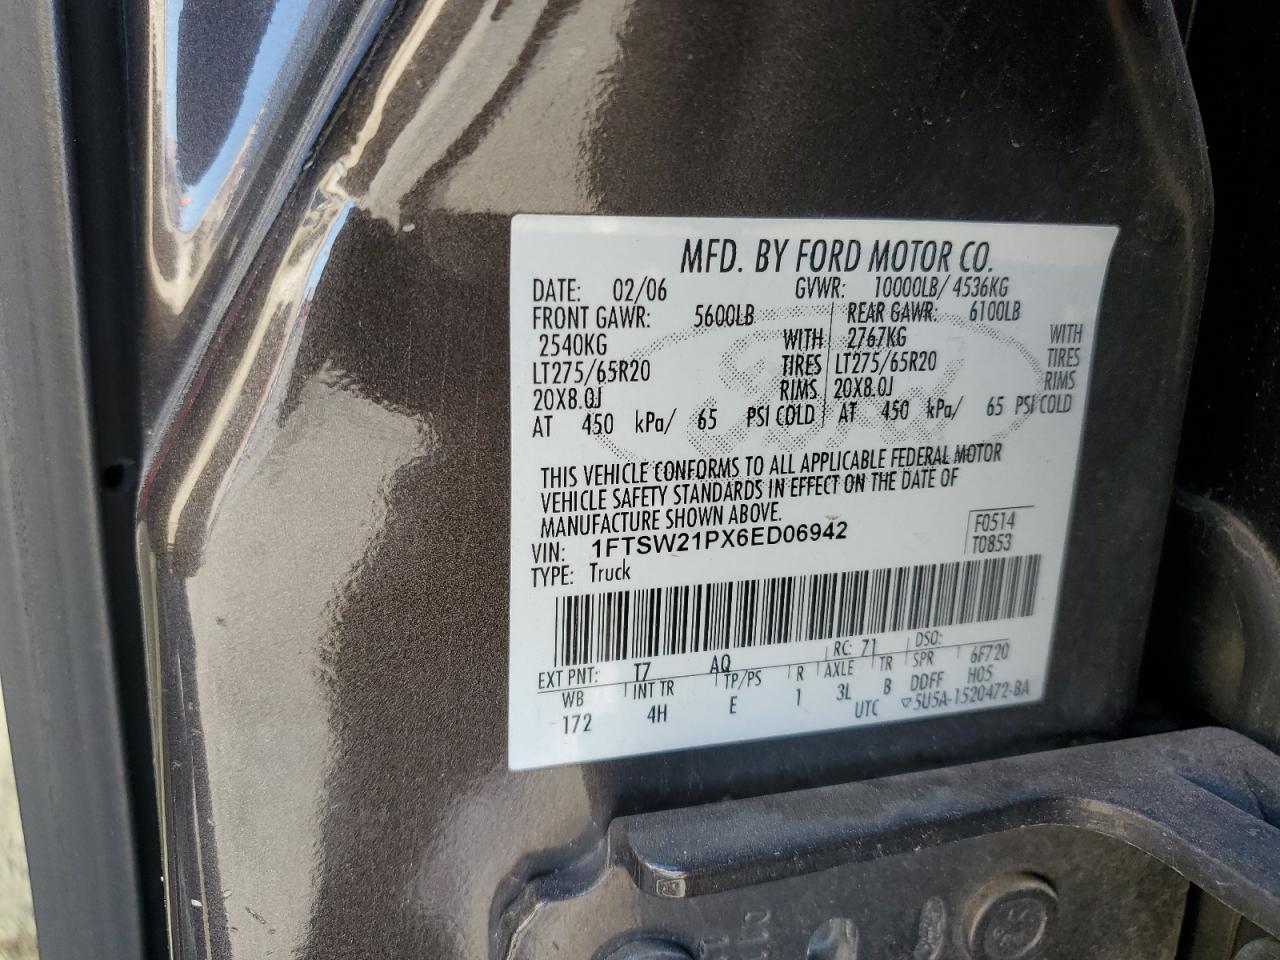 MFD. BY FORD MOTOR CO.
DATE: 02/06 GVWR: 10000LB/ 4536KG
FRONT GAWR: 5600LB REAR GAWR: 6100LB
2540KG WITH 2767KG WITH
LT275/65R20 TIRES LT275/65R20 TIRES
20X8.0J RIMS 20X8.0J RIMS
AT 450 kPa/ 65 PSI COLD AT 450 kPa/ 65 PSI COLD
THIS VEHICLE CONFORMS TO ALL APPLICABLE FEDERAL MOTOR
VEHICLE SAFETY STANDARDS IN EFFECT ON THE DATE OF
MANUFACTURE SHOWN ABOVE.
VIN: 1FTSW21PX6ED06942 F0514
TYPE: Truck T0853
EXT PNT: T7 AQ RC: 71 DSO:
WB INT TR TP/PS R AXLE TR SPR 6F720
172 4H E 1 3L B DDFF H05
UTC ▽5U5A-1520472-BA